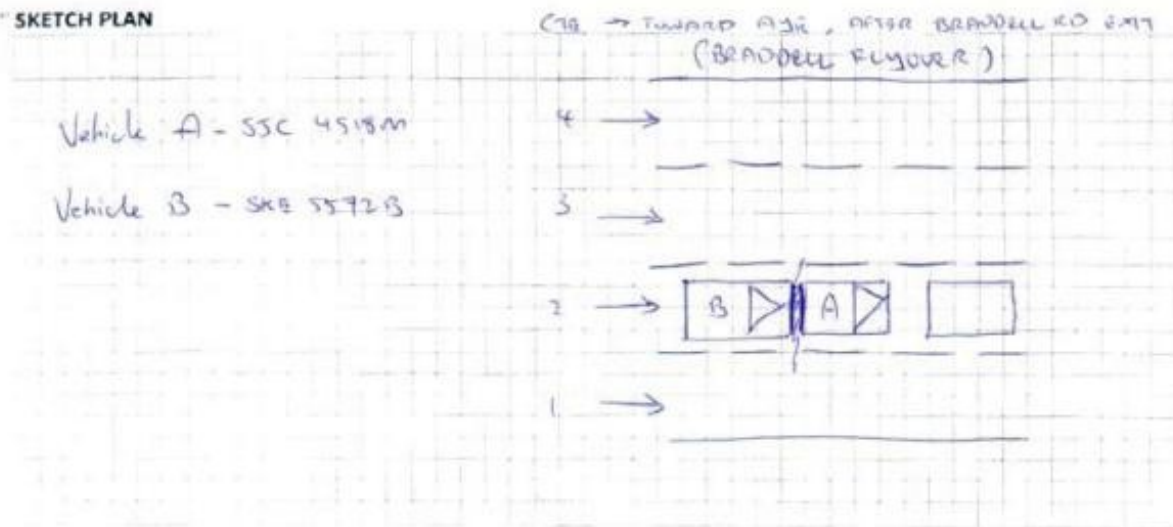 SKETCH PLAN
CTE → TOWARD AYE, AFTER BRADDELL RD EXIT
(BRADDELL FLYOVER)
Vehicle A - SJC 4518M
4
Vehicle B - SKE 5572B
3
2 B A
1